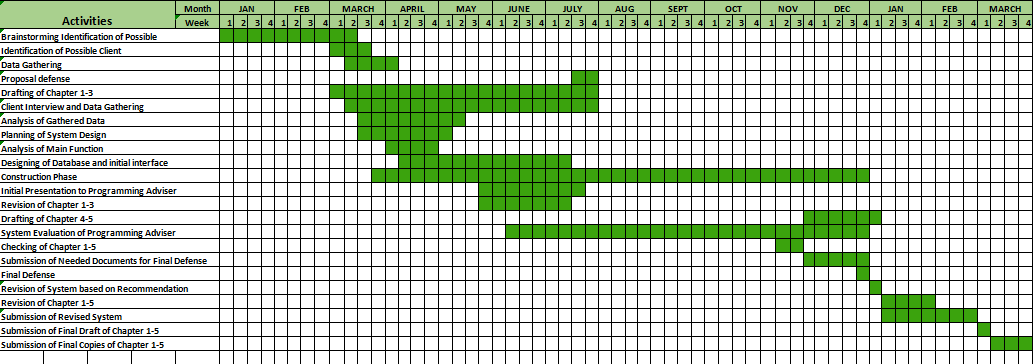 Activities Month JAN FEB MARCH APRIL MAY JUNE JULY AUG SEPT OCT NOV DEC JAN FEB MARCH
Week 1 2 3 4 1 2 3 4 1 2 3 4 1 2 3 4 1 2 3 4 1 2 3 4 1 2 3 4 1 2 3 4 1 2 3 4 1 2 3 4 1 2 3 4 1 2 3 4 1 2 3 4 1 2 3 4 1 2 3 4
Brainstorming Identification of Possible
Identification of Possible Client
Data Gathering
Proposal defense
Drafting of Chapter 1-3
Client Interview and Data Gathering
Analysis of Gathered Data
Planning of System Design
Analysis of Main Function
Designing of Database and initial interface
Construction Phase
Initial Presentation to Programming Adviser
Revision of Chapter 1-3
Drafting of Chapter 4-5
System Evaluation of Programming Adviser
Checking of Chapter 1-5
Submission of Needed Documents for Final Defense
Final Defense
Revision of System based on Recommendation
Revision of Chapter 1-5
Submission of Revised System
Submission of Final Draft of Chapter 1-5
Submission of Final Copies of Chapter 1-5